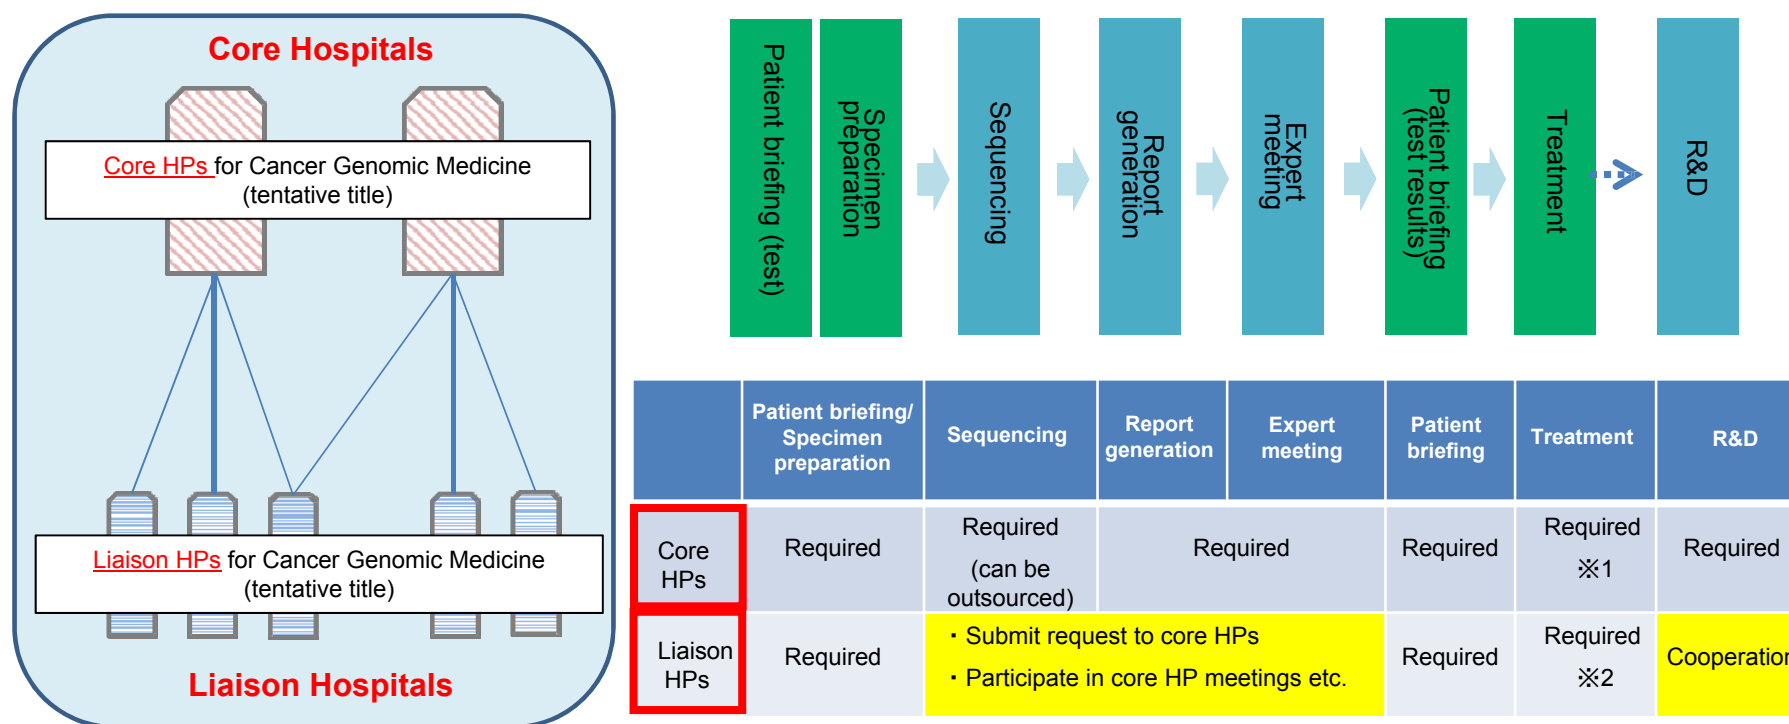 Core Hospitals
Core HPs for Cancer Genomic Medicine
(tentative title)
Liaison HPs for Cancer Genomic Medicine
(tentative title)
Liaison Hospitals
Patient briefing (test)
Specimen
preparation
Sequencing
Report
generation
Expert
meeting
Patient briefing
(test results)
Treatment
R&D
Patient briefing/
Specimen
preparation
Sequencing
Report
generation
Expert
meeting
Patient
briefing
Treatment
R&D
Core
HPs
Required
Required
(can be
outsourced)
Required
Required
Required
※1
Required
Liaison
HPs
Required
・Submit request to core HPs
・Participate in core HP meetings etc.
Required
Required
※2
Cooperation